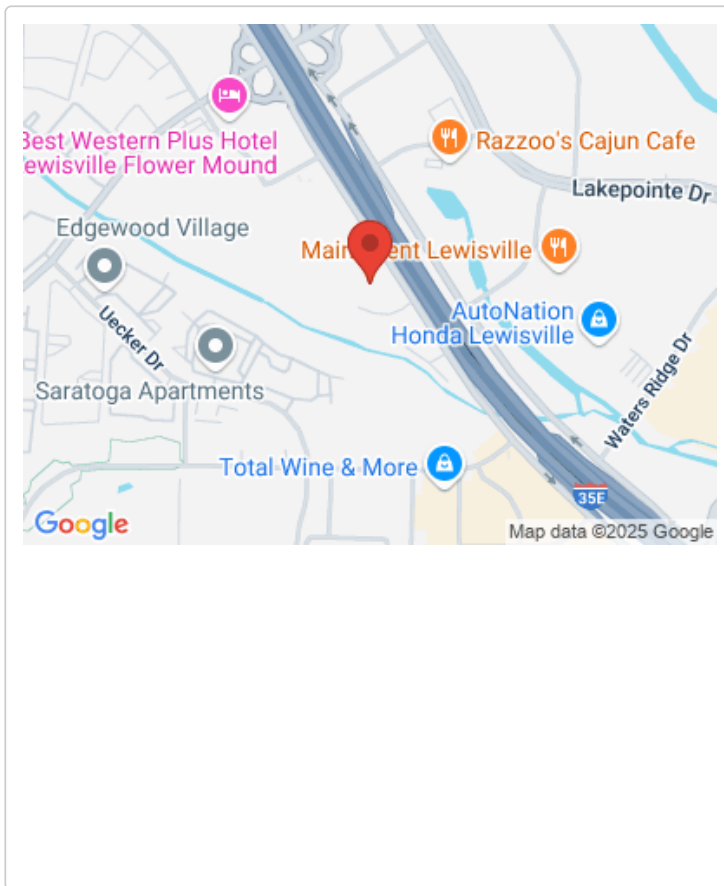 Best Western Plus Hotel
Lewisville Flower Mound
Razzoo's Cajun Cafe
Lakepointe Dr
Edgewood Village
Lewisville
AutoNation
Honda Lewisville
Uecker Dr
Saratoga Apartments
Waters Ridge Dr
Total Wine & More
35E
Google
Map data ©2025 Google